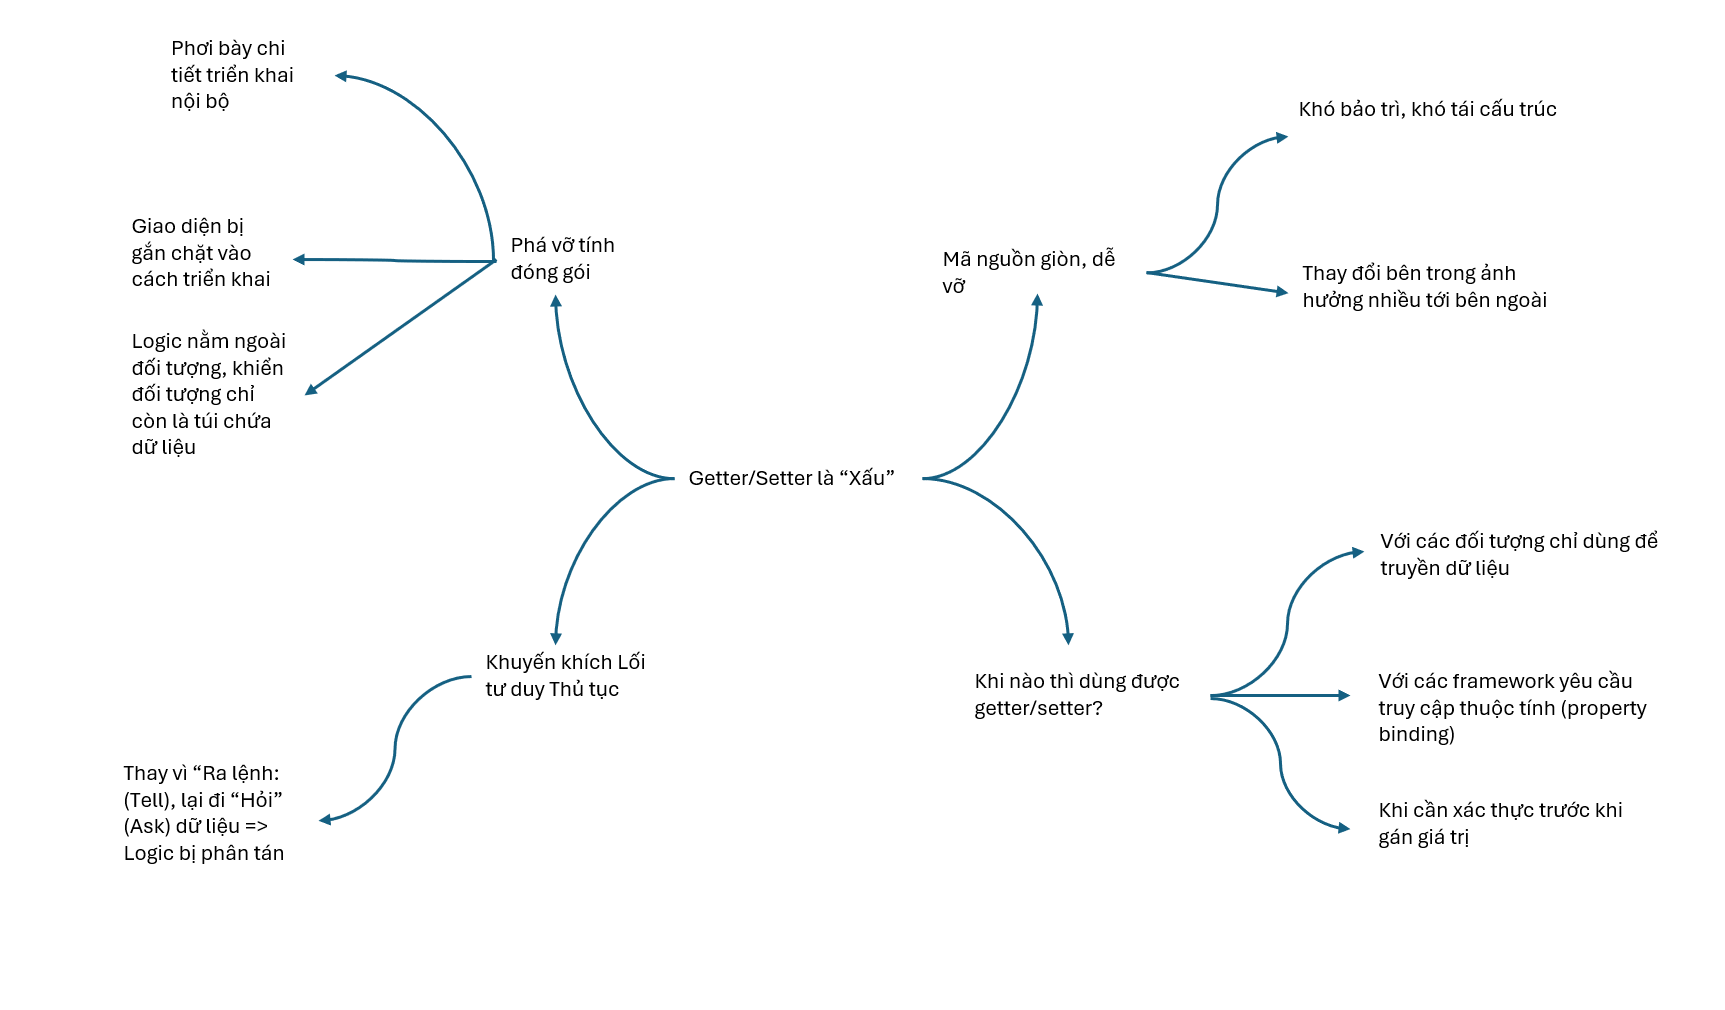 Phơi bày chi
tiết triển khai
nội bộ
Giao diện bị
gắn chặt vào
cách triển khai
Logic nằm ngoài
đối tượng, khiển
đối tượng chỉ
còn là túi chứa
dữ liệu
Phá vỡ tính
đóng gói
Mã nguồn giòn, dễ
vỡ
Khó bảo trì, khó tái cấu trúc
Thay đổi bên trong ảnh
hưởng nhiều tới bên ngoài
Getter/Setter là “Xấu”
Khuyến khích Lối
tư duy Thủ tục
Thay vì “Ra lệnh:
(Tell), lại đi “Hỏi”
(Ask) dữ liệu =>
Logic bị phân tán
Khi nào thì dùng được
getter/setter?
Với các đối tượng chỉ dùng để
truyền dữ liệu
Với các framework yêu cầu
truy cập thuộc tính (property
binding)
Khi cần xác thực trước khi
gán giá trị